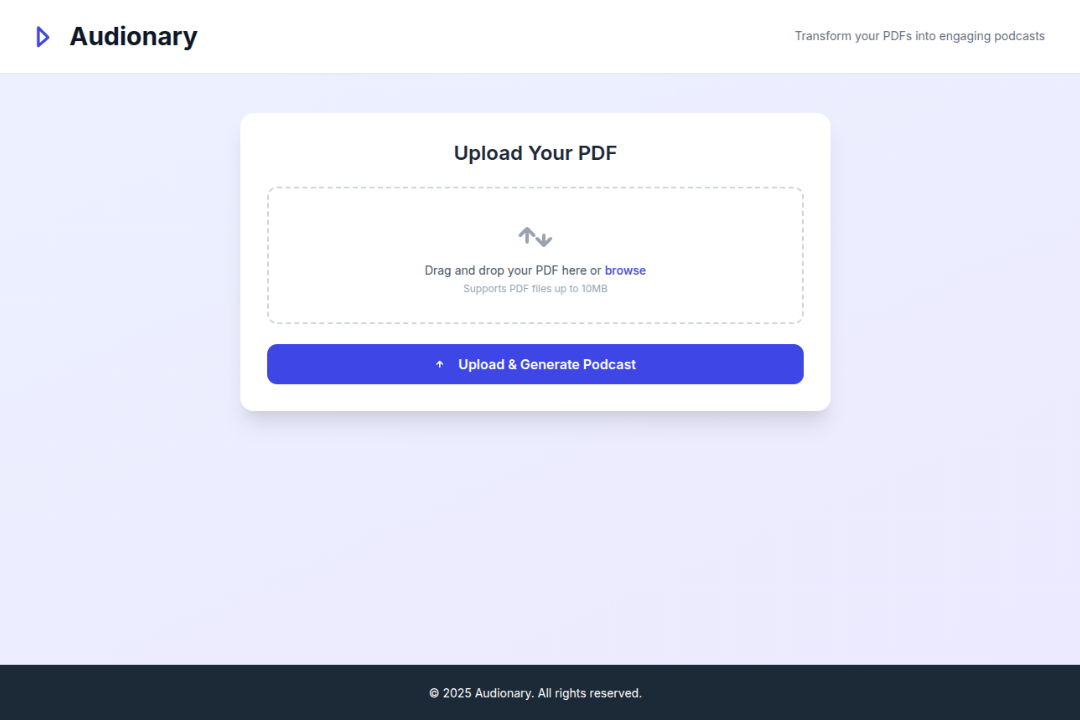 Audionary
Transform your PDFs into engaging podcasts
Upload Your PDF
Drag and drop your PDF here or browse
Supports PDF files up to 10MB
Upload & Generate Podcast
© 2025 Audionary. All rights reserved.